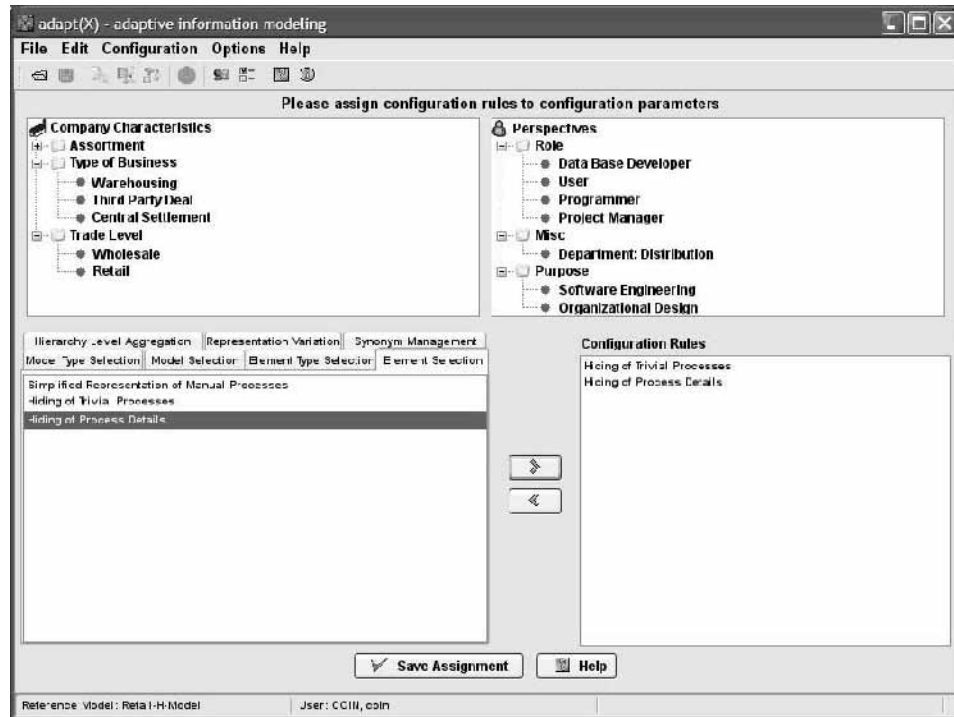 adapt(X) - adaptive information modeling
File Edit Configuration Options Help
Please assign configuration rules to configuration parameters
Company Characteristics
Assortment
Type of Business
Warehousing
Third Party Deal
Central Settlement
Trade Level
Wholesale
Retail
Perspectives
Role
Data Base Developer
User
Programmer
Project Manager
Misc
Department: Distribution
Purpose
Software Engineering
Organizational Design
Hierarchy Level Aggregation Representation Variation Synonym Management
Model Type Selection Model Selection Element Type Selection Element Selection
Simplified Representation of Manual Processes
Hiding of Trivial Processes
Hiding of Process Details
Configuration Rules
Hiding of Trivial Processes
Hiding of Process Details
Save Assignment Help
Reference Model: Retail-H-Model User: COIN, coin